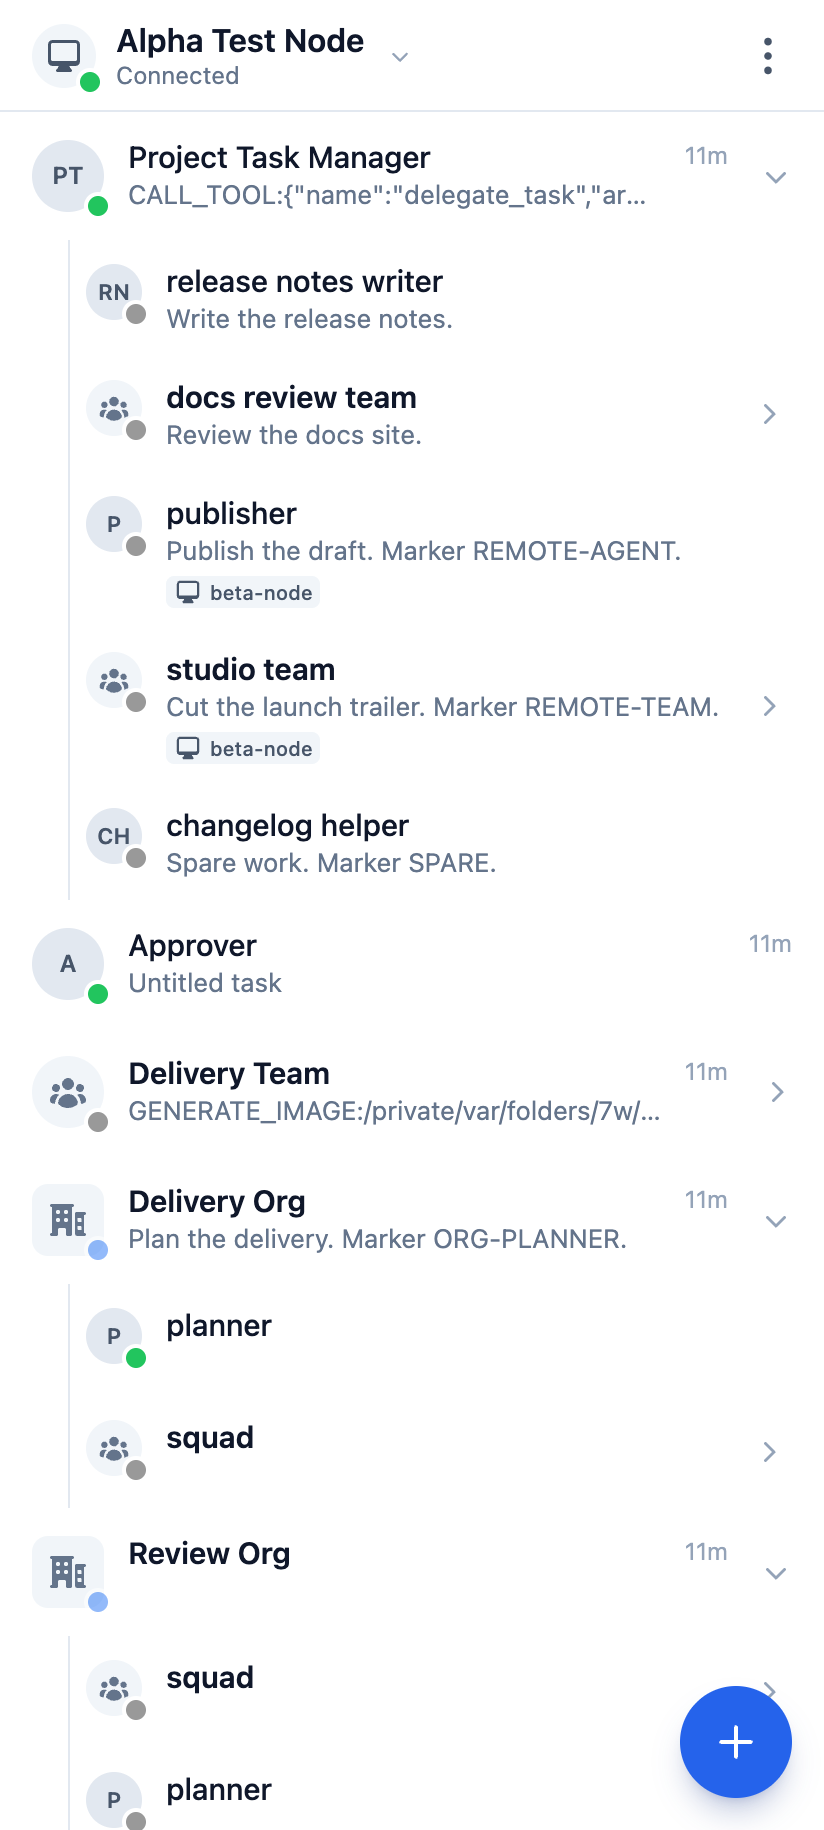 Alpha Test Node
Connected
PT
Project Task Manager
11m
CALL_TOOL:{"name":"delegate_task","ar...
RN
release notes writer
Write the release notes.
docs review team
Review the docs site.
P
publisher
Publish the draft. Marker REMOTE-AGENT.
beta-node
studio team
Cut the launch trailer. Marker REMOTE-TEAM.
beta-node
CH
changelog helper
Spare work. Marker SPARE.
A
Approver
11m
Untitled task
Delivery Team
11m
GENERATE_IMAGE:/private/var/folders/7w/...
Delivery Org
11m
Plan the delivery. Marker ORG-PLANNER.
P
planner
squad
Review Org
11m
squad
P
planner